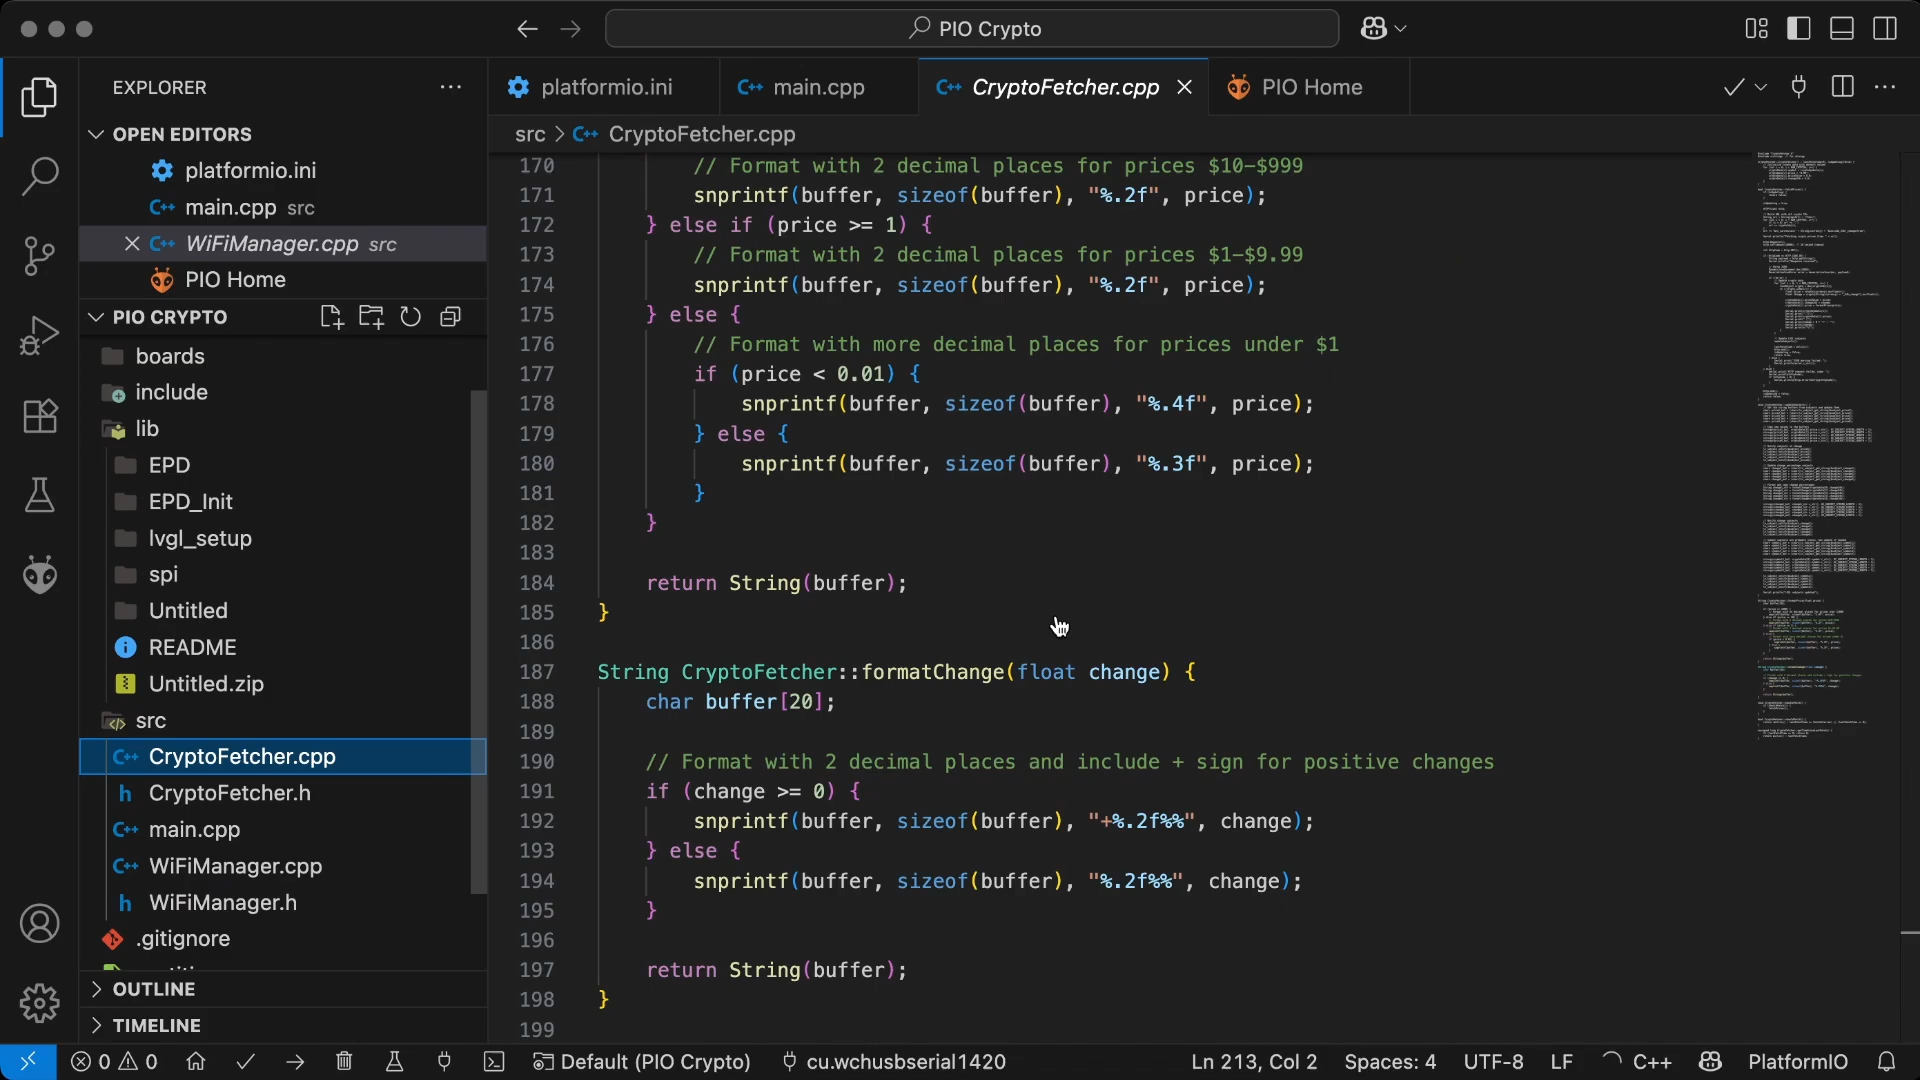 PIO Crypto
EXPLORER
OPEN EDITORS
platformio.ini
main.cpp src
WiFiManager.cpp src
PIO Home
PIO CRYPTO
boards
include
lib
EPD
EPD_Init
lvgl_setup
spi
Untitled
README
Untitled.zip
src
CryptoFetcher.cpp
CryptoFetcher.h
main.cpp
WiFiManager.cpp
WiFiManager.h
.gitignore
OUTLINE
TIMELINE
platformio.ini
main.cpp
CryptoFetcher.cpp
PIO Home
src > CryptoFetcher.cpp
170 // Format with 2 decimal places for prices $10-$999
171 snprintf(buffer, sizeof(buffer), "%.2f", price);
172 } else if (price >= 1) {
173 // Format with 2 decimal places for prices $1-$9.99
174 snprintf(buffer, sizeof(buffer), "%.2f", price);
175 } else {
176 // Format with more decimal places for prices under $1
177 if (price < 0.01) {
178 snprintf(buffer, sizeof(buffer), "%.4f", price);
179 } else {
180 snprintf(buffer, sizeof(buffer), "%.3f", price);
181 }
182 }
183
184 return String(buffer);
185 }
186
187 String CryptoFetcher::formatChange(float change) {
188 char buffer[20];
189
190 // Format with 2 decimal places and include + sign for positive changes
191 if (change >= 0) {
192 snprintf(buffer, sizeof(buffer), "+%.2f%%", change);
193 } else {
194 snprintf(buffer, sizeof(buffer), "%.2f%%", change);
195 }
196
197 return String(buffer);
198 }
199
0 0 Default (PIO Crypto) cu.wchusbserial1420 Ln 213, Col 2 Spaces: 4 UTF-8 LF C++ PlatformIO